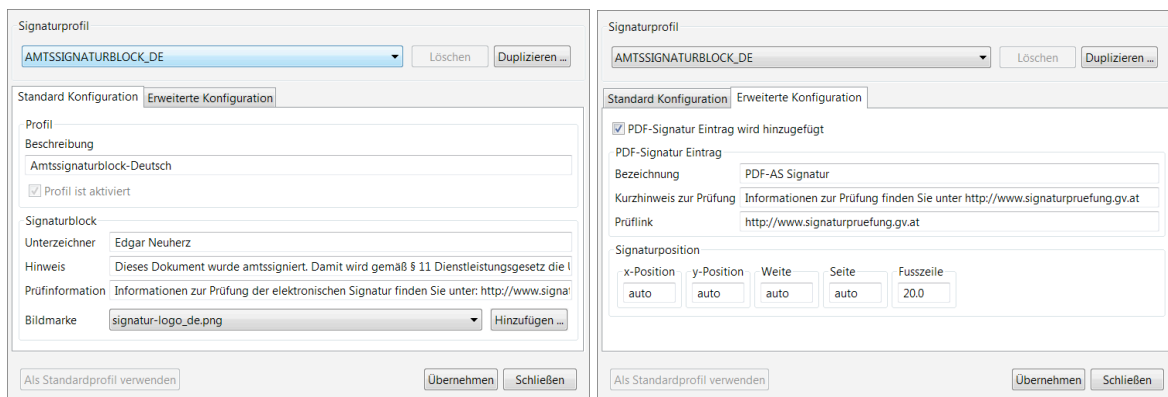 Signaturprofil
AMTSSIGNATURBLOCK_DE
Löschen
Duplizieren ...
Standard Konfiguration
Erweiterte Konfiguration
Profil
Beschreibung
Amtssignaturblock-Deutsch
Profil ist aktiviert
Signaturblock
Unterzeichner Edgar Neuherz
Hinweis Dieses Dokument wurde amtssigniert. Damit wird gemäß § 11 Dienstleistungsgesetz die
Prüfinformation Informationen zur Prüfung der elektronischen Signatur finden Sie unter: http://www.signat
Bildmarke signatur-logo_de.png Hinzufügen ...
Als Standardprofil verwenden
Übernehmen
Schließen
Signaturprofil
AMTSSIGNATURBLOCK_DE
Löschen
Duplizieren ...
Standard Konfiguration
Erweiterte Konfiguration
PDF-Signatur Eintrag wird hinzugefügt
PDF-Signatur Eintrag
Bezeichnung PDF-AS Signatur
Kurzhinweis zur Prüfung Informationen zur Prüfung finden Sie unter http://www.signaturpruefung.gv.at
Prüflink http://www.signaturpruefung.gv.at
Signaturposition
x-Position y-Position Weite Seite Fusszeile
auto auto auto auto 20.0
Als Standardprofil verwenden
Übernehmen
Schließen